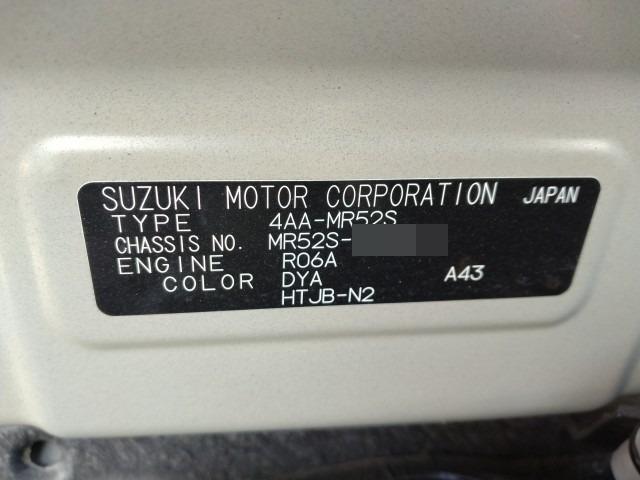 SUZUKI MOTOR CORPORATION JAPAN
TYPE 4AA-MR52S
CHASSIS NO. MR52S-
ENGINE R06A
COLOR DYA A43
HTJB-N2